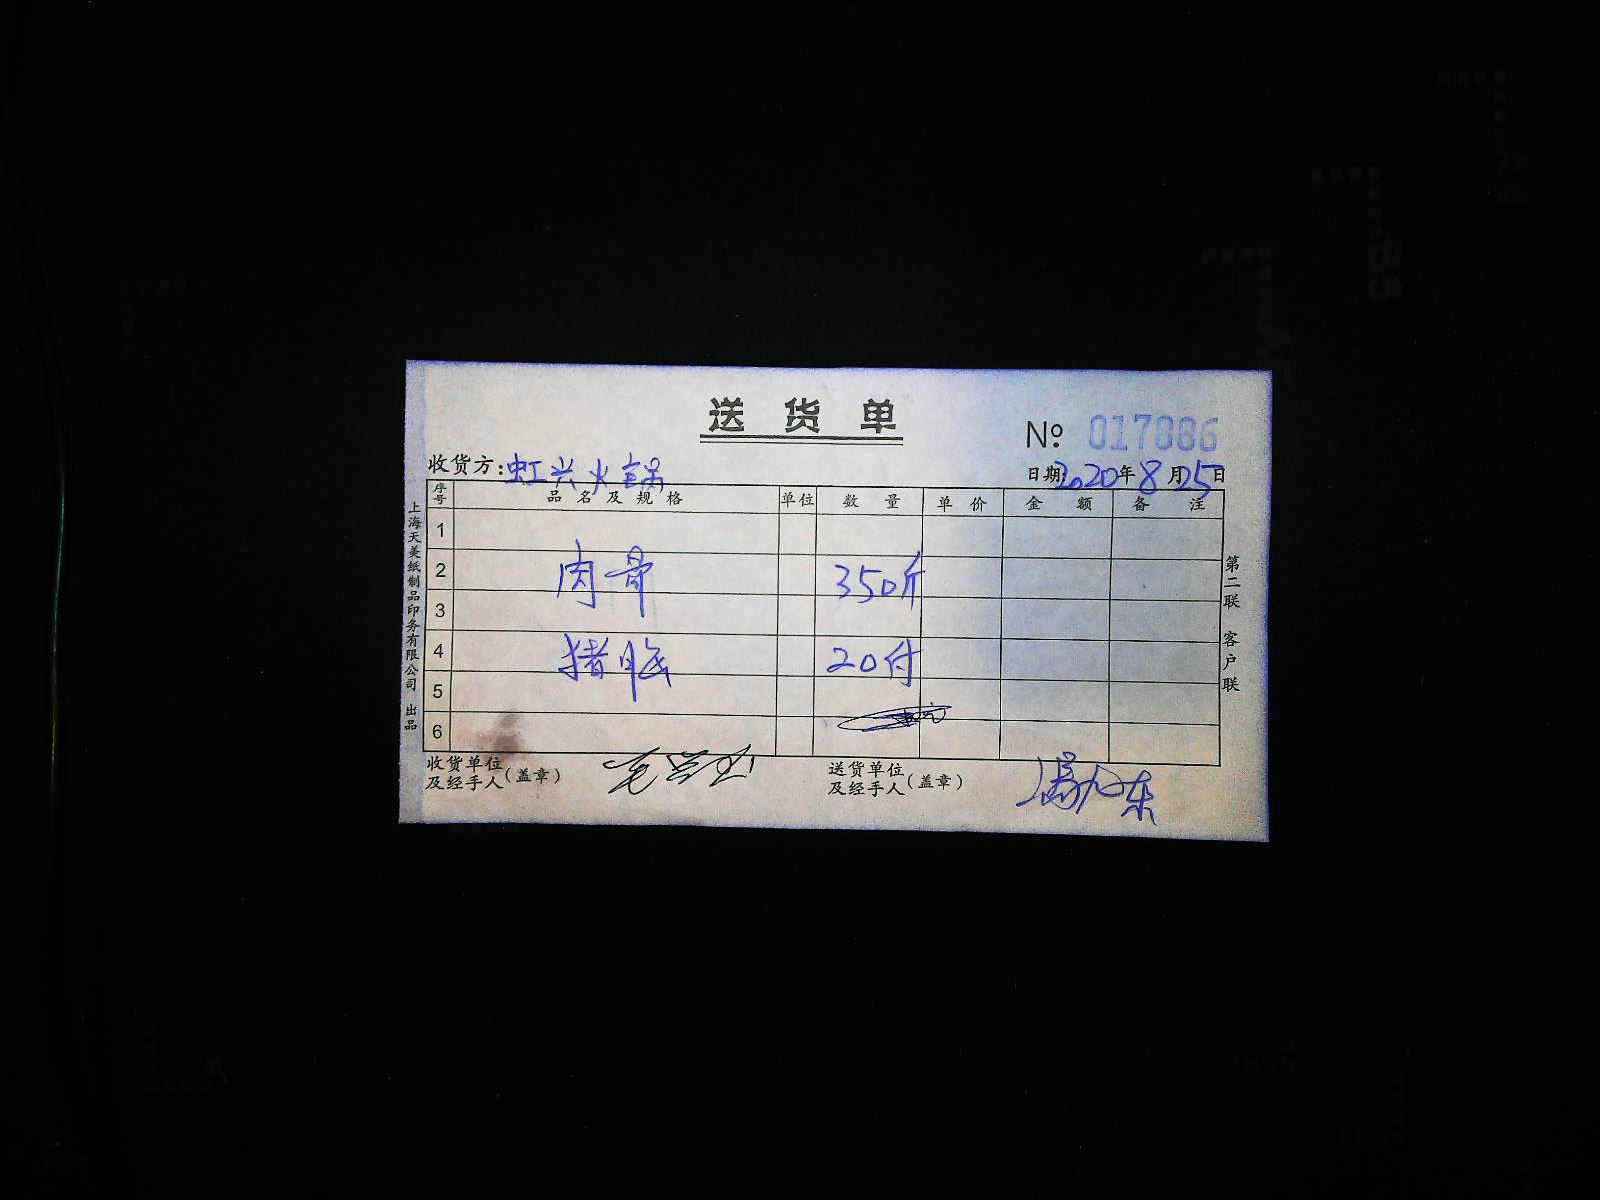 送货单
№ 017886
收货方:虹兴火锅
日期2020年8月25日
序号 品名及规格 单位 数量 单价 金额 备注
1
2 肉骨 350斤
3
4 猪脑 20付
5
6
收货单位及经手人(盖章)
送货单位及经手人(盖章) 冯加东
上海天美纸制品印务有限公司 出品
第二联 客户联